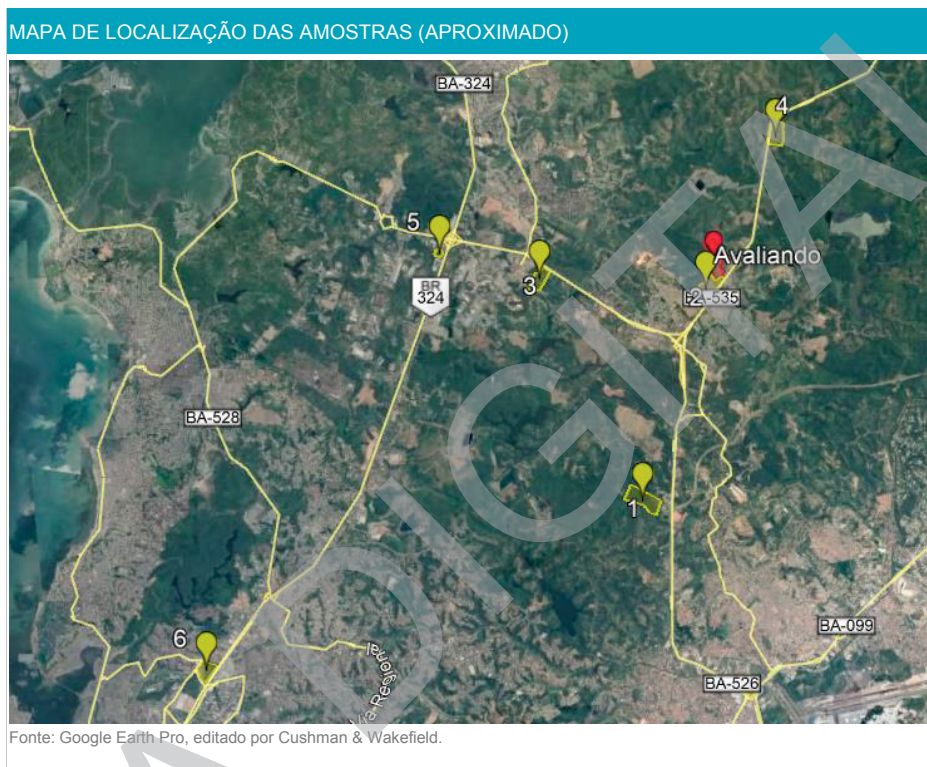 MAPA DE LOCALIZAÇÃO DAS AMOSTRAS (APROXIMADO)
BA-324
4
5
Avaliando
3
2
BA-535
BR
324
BA-528
1
BA-099
6
Via Regional
BA-526
Fonte: Google Earth Pro, editado por Cushman & Wakefield.
DIGITAL